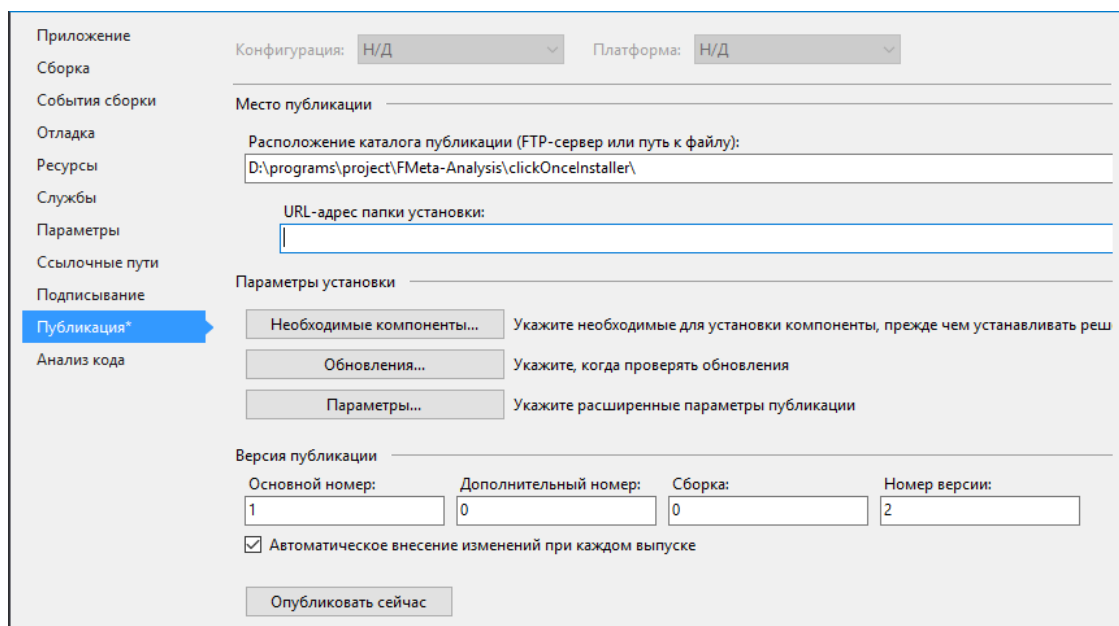 Приложение
Сборка
События сборки
Отладка
Ресурсы
Службы
Параметры
Ссылочные пути
Подписывание
Публикация*
Анализ кода
Конфигурация: Н/Д Платформа: Н/Д
Место публикации
Расположение каталога публикации (FTP-сервер или путь к файлу):
D:\programs\project\FMeta-Analysis\clickOnceInstaller\
URL-адрес папки установки:
Параметры установки
Необходимые компоненты... Укажите необходимые для установки компоненты, прежде чем устанавливать реш
Обновления... Укажите, когда проверять обновления
Параметры... Укажите расширенные параметры публикации
Версия публикации
Основной номер: Дополнительный номер: Сборка: Номер версии:
1 0 0 2
Автоматическое внесение изменений при каждом выпуске
Опубликовать сейчас